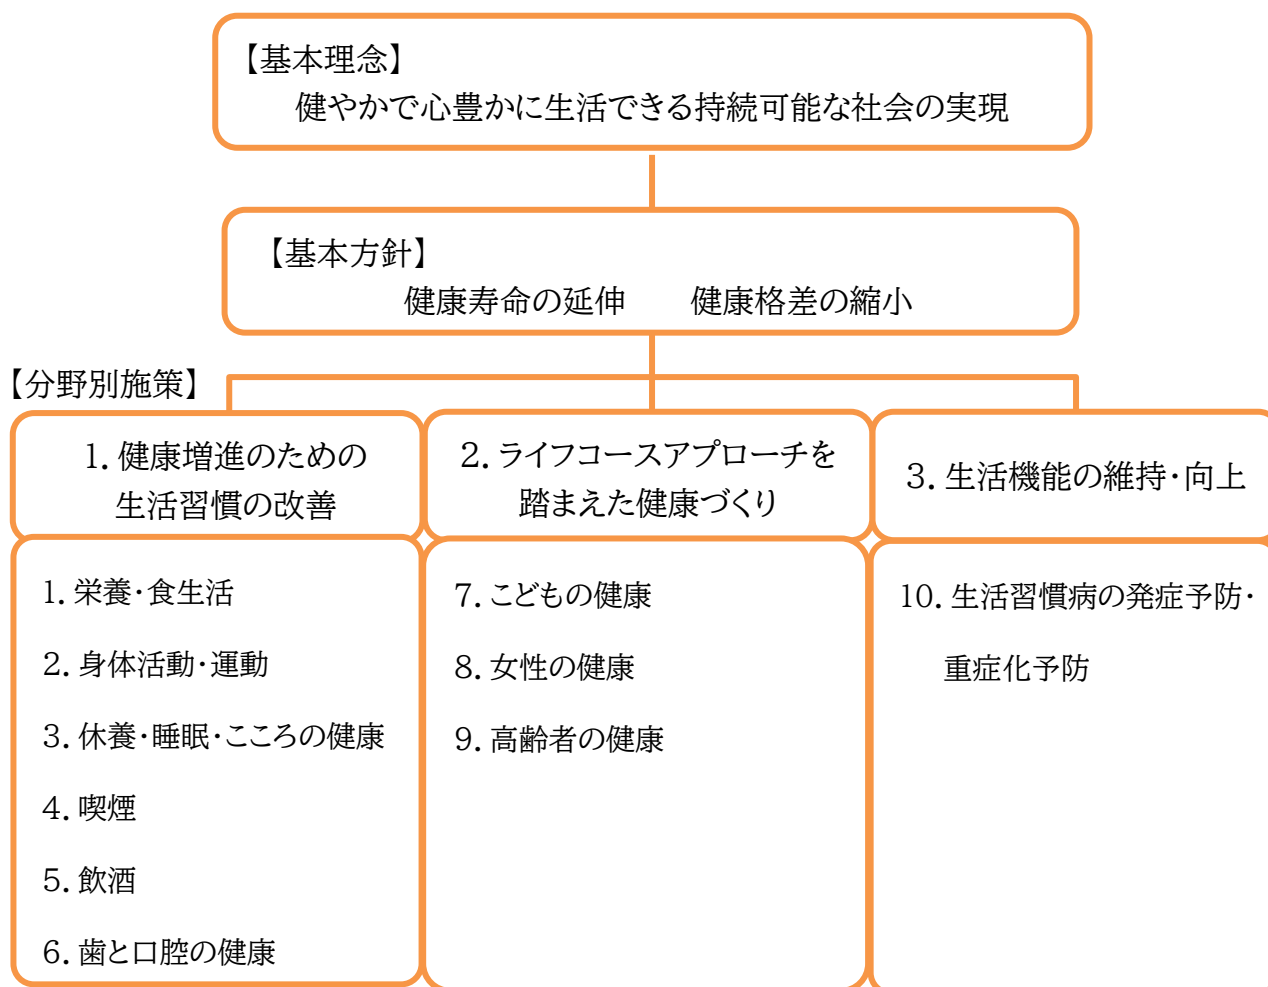 【基本理念】
健やかで心豊かに生活できる持続可能な社会の実現
【基本方針】
健康寿命の延伸　　健康格差の縮小
【分野別施策】
1．健康増進のための
生活習慣の改善
2．ライフコースアプローチを
踏まえた健康づくり
3．生活機能の維持・向上
1．栄養・食生活
2．身体活動・運動
3．休養・睡眠・こころの健康
4．喫煙
5．飲酒
6．歯と口腔の健康
7．こどもの健康
8．女性の健康
9．高齢者の健康
10．生活習慣病の発症予防・
重症化予防